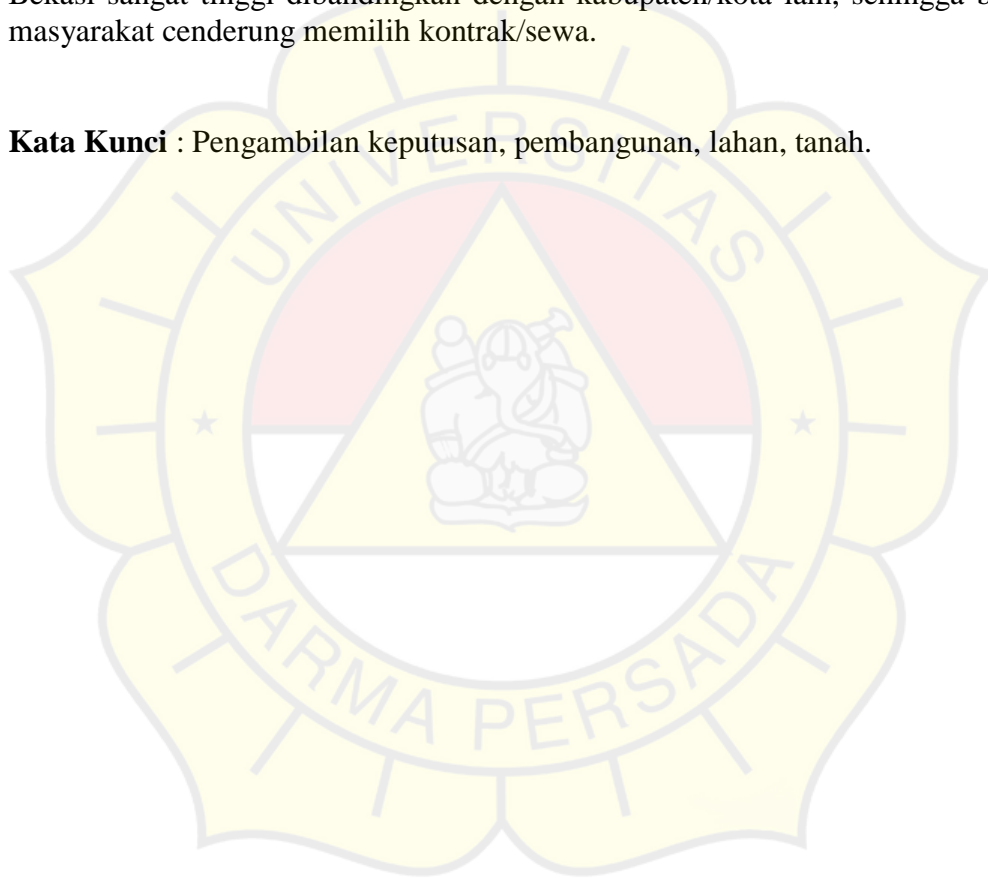 Bekasi sangat tinggi dibandingkan dengan kabupaten/kota lain, sehingga
masyarakat cenderung memilih kontrak/sewa.
Kata Kunci : Pengambilan keputusan, pembangunan, lahan, tanah.
UNIVERSITAS
DARMA PERSADA